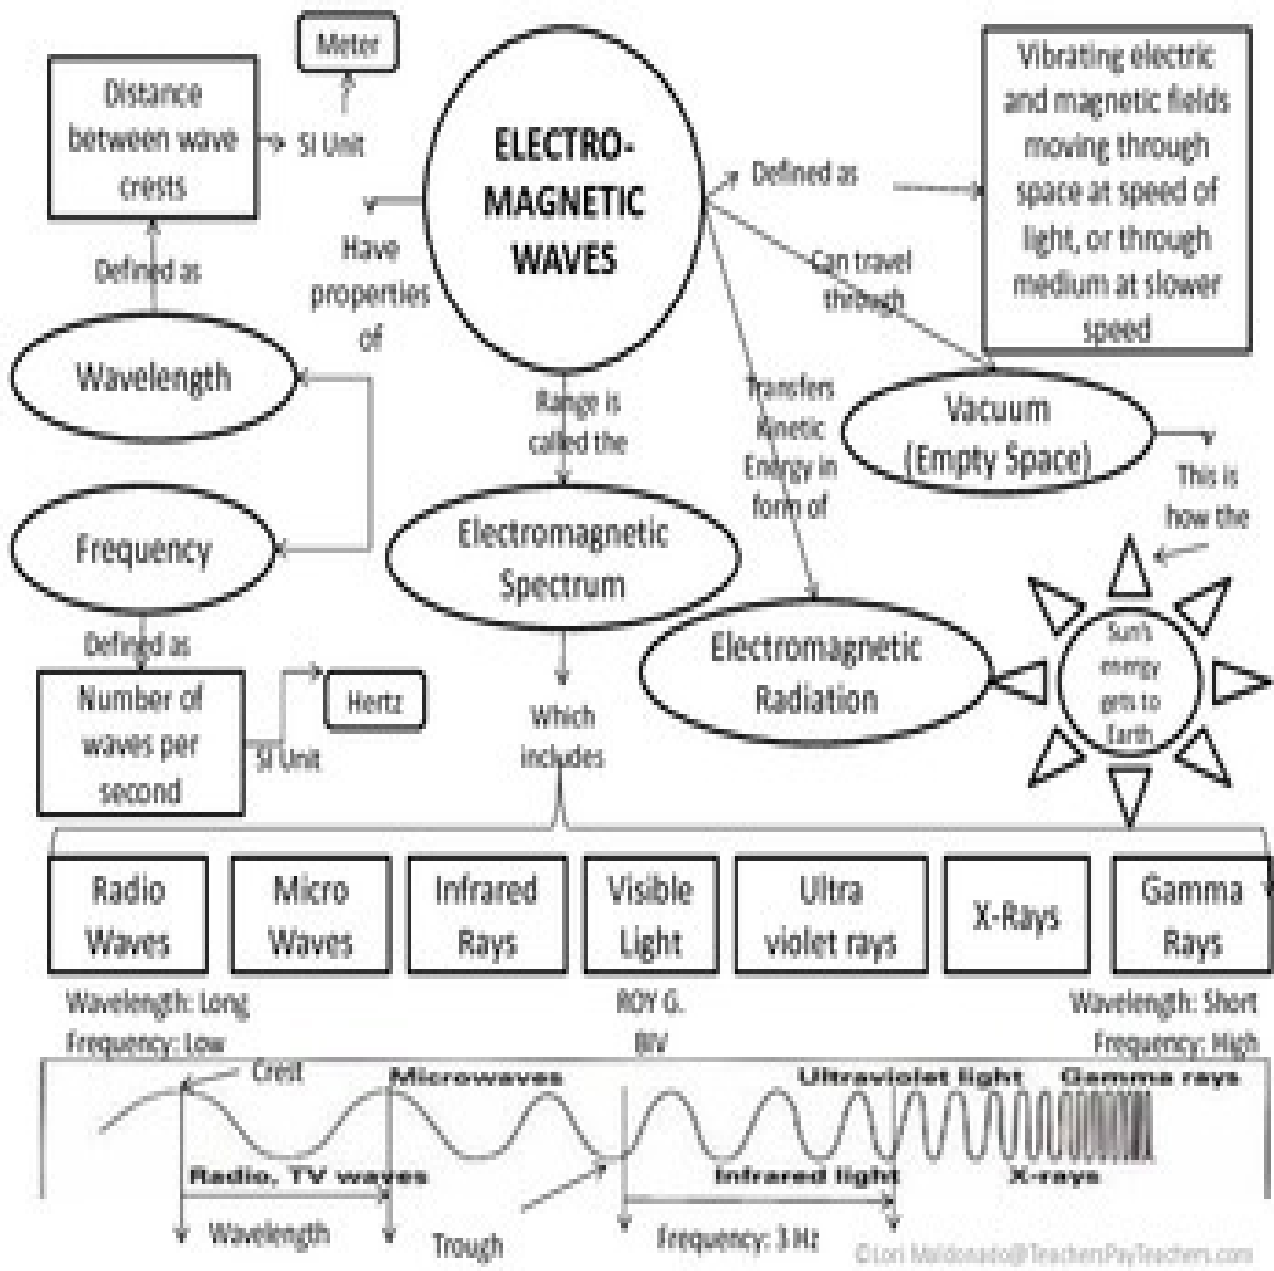 Meter
Distance
between wave
crests
SI Unit
ELECTRO-
MAGNETIC
WAVES
Defined as
Vibrating electric
and magnetic fields
moving through
space at speed of
light, or through
medium at slower
speed
Have
properties
of
Defined as
Can travel
through
Wavelength
Range is
called the
Transfers
Kinetic
Energy in
form of
Vacuum
(Empty Space)
This is
how the
Frequency
Electromagnetic
Spectrum
Electromagnetic
Radiation
Sun's
energy
gets to
Earth
Defined as
Number of
waves per
second
SI Unit
Hertz
Which
includes
Radio
Waves
Micro
Waves
Infrared
Rays
Visible
Light
Ultra
violet rays
X-Rays
Gamma
Rays
Wavelength: Long
Frequency: Low
ROY G.
BIV
Wavelength: Short
Frequency: High
Crest
Microwaves
Ultraviolet light
Gamma rays
Radio, TV waves
Infrared light
X-rays
Wavelength
Trough
Frequency: 3 Hz
©Lori Maldonado@TeachersPayTeachers.com